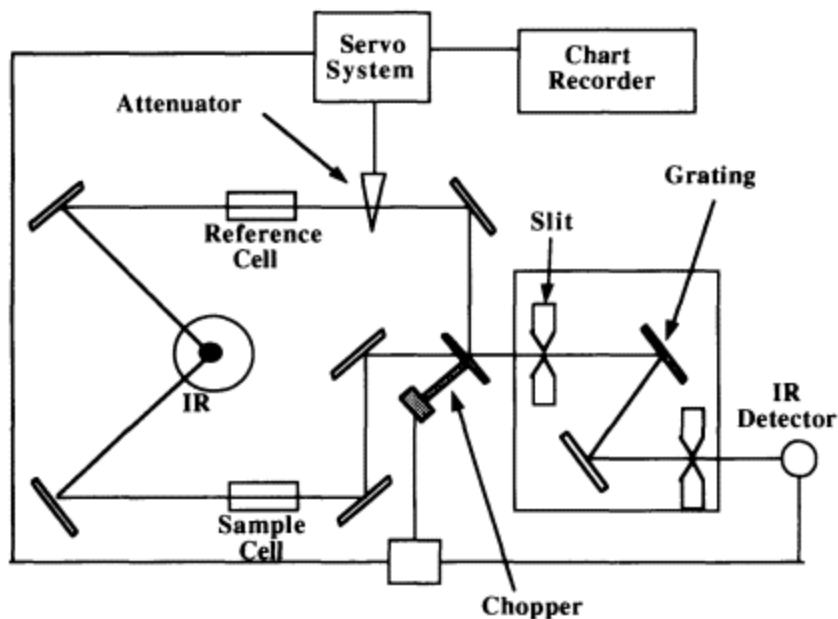 Servo
System
Chart
Recorder
Attenuator
Grating
Reference
Cell
Slit
IR
IR
Detector
Sample
Cell
Chopper